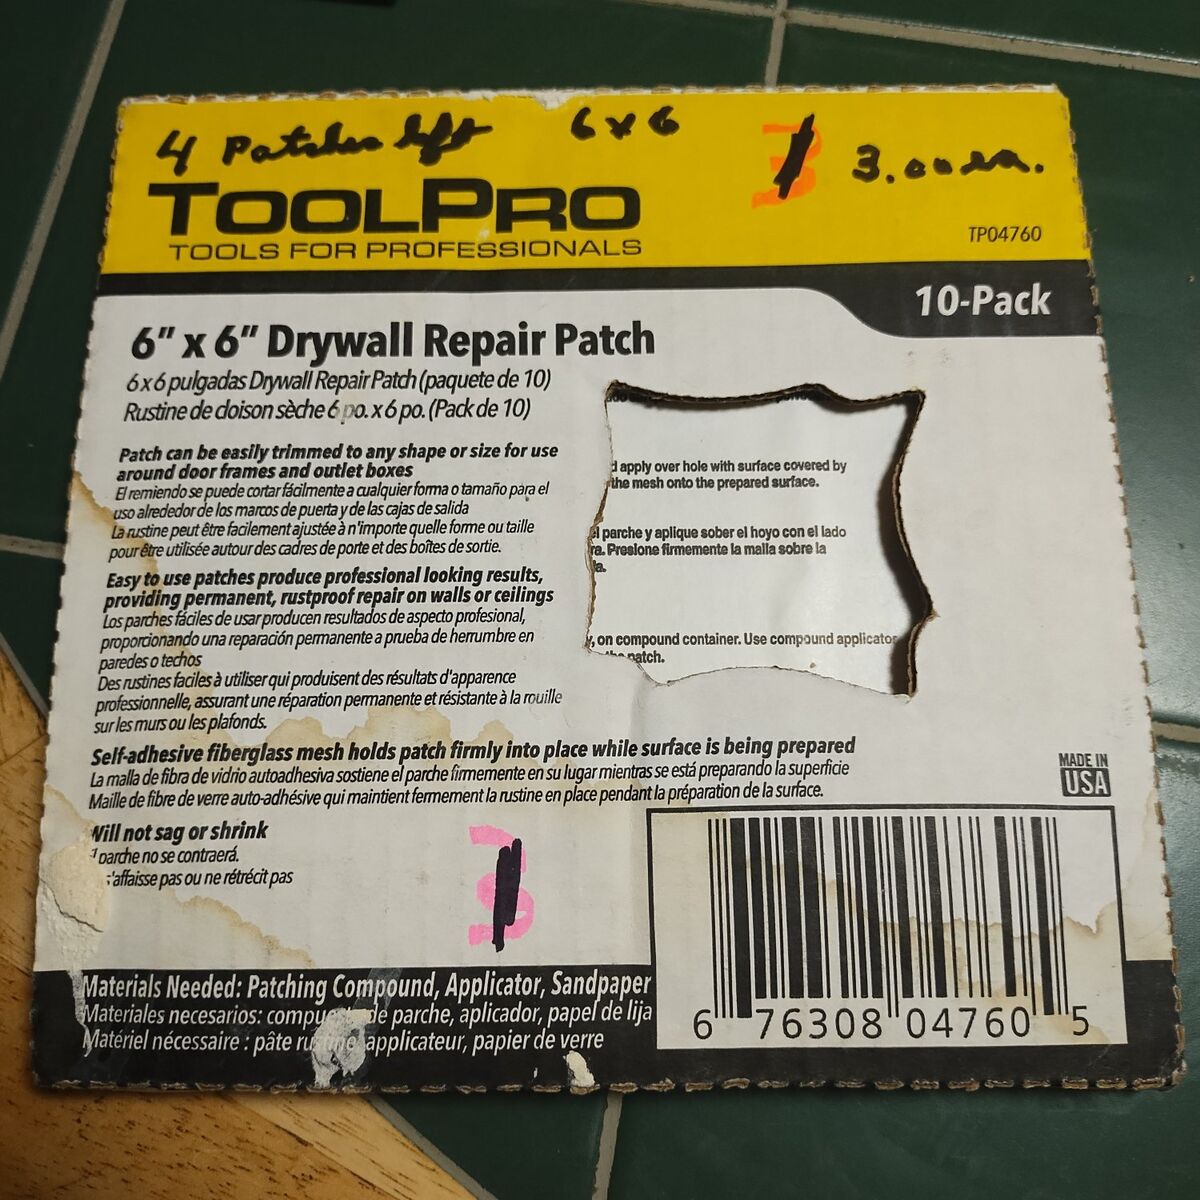 4 Patches left 6x6
3 3.00 ea.
TOOLPRO
TOOLS FOR PROFESSIONALS
TP04760
10-Pack
6" x 6" Drywall Repair Patch
6 x 6 pulgadas Drywall Repair Patch (paquete de 10)
Rustine de cloison sèche 6 po. x 6 po. (Pack de 10)
Patch can be easily trimmed to any shape or size for use
around door frames and outlet boxes
El remiendo se puede cortar fácilmente a cualquier forma o tamaño para el
uso alrededor de los marcos de puerta y de las cajas de salida
La rustine peut être facilement ajustée à n'importe quelle forme ou taille
pour être utilisée autour des cadres de porte et des boîtes de sortie.
Easy to use patches produce professional looking results,
providing permanent, rustproof repair on walls or ceilings
Los parches fáciles de usar producen resultados de aspecto profesional,
proporcionando una reparación permanente a prueba de herrumbre en
paredes o techos
Des rustines faciles à utiliser qui produisent des résultats d'apparence
professionnelle, assurant une réparation permanente et résistante à la rouille
sur les murs ou les plafonds.
apply over hole with surface covered by
the mesh onto the prepared surface.
parche y aplique sober el hoyo con el lado
Presione firmemente la malla sobre la
on compound container. Use compound applicator
patch.
Self-adhesive fiberglass mesh holds patch firmly into place while surface is being prepared
La malla de fibra de vidrio autoadhesiva sostiene el parche firmemente en su lugar mientras se está preparando la superficie
Maille de fibre de verre auto-adhésive qui maintient fermement la rustine en place pendant la préparation de la surface.
MADE IN
USA
Will not sag or shrink
parche no se contraerá.
s'affaisse pas ou ne rétrécit pas
3
Materials Needed: Patching Compound, Applicator, Sandpaper
Materiales necesarios: de parche, aplicador, papel de lija
Matériel nécessaire : pâte applicateur, papier de verre
6 76308 04760 5